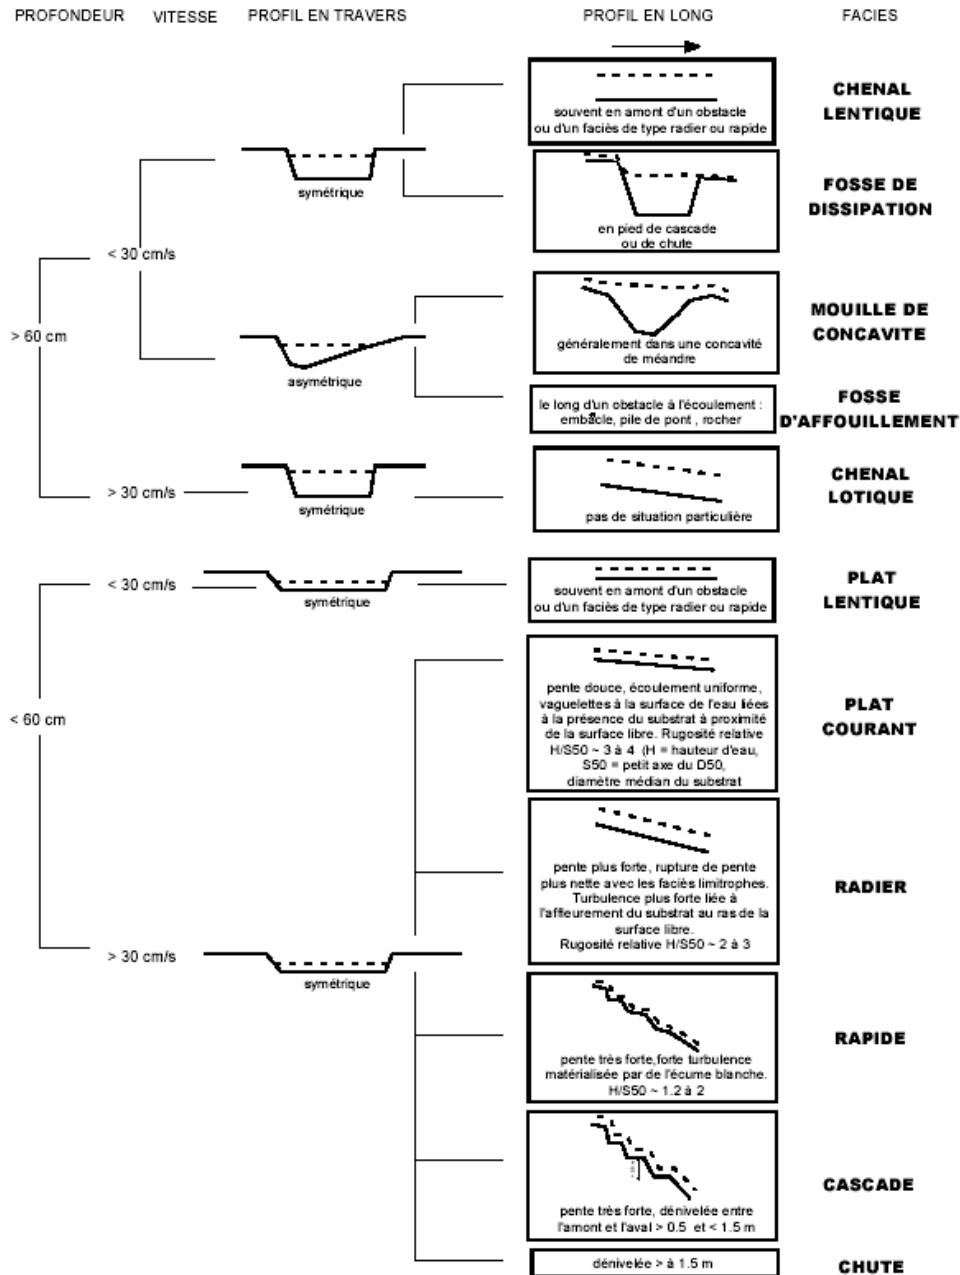 PROFONDEUR VITESSE PROFIL EN TRAVERS PROFIL EN LONG FACIES
souvent en amont d'un obstacle
ou d'un faciès de type radier ou rapide
CHENAL
LENTIQUE
symétrique
en pied de cascade
ou de chute
FOSSE DE
DISSIPATION
< 30 cm/s
> 60 cm
asymétrique
généralement dans une concavité
de méandre
MOUILLE DE
CONCAVITE
le long d'un obstacle à l'écoulement :
embâcle, pile de pont , rocher
FOSSE
D'AFFOUILLEMENT
> 30 cm/s
symétrique
pas de situation particulière
CHENAL
LOTIQUE
< 30 cm/s
symétrique
souvent en amont d'un obstacle
ou d'un faciès de type radier ou rapide
PLAT
LENTIQUE
< 60 cm
pente douce, écoulement uniforme,
vaguelettes à la surface de l'eau liées
à la présence du substrat à proximité
de la surface libre. Rugosité relative
H/S50 ~ 3 à 4 (H = hauteur d'eau,
S50 = petit axe du D50,
diamètre médian du substrat
PLAT
COURANT
pente plus forte, rupture de pente
plus nette avec les faciès limitrophes.
Turbulence plus forte liée à
l'affleurement du substrat au ras de la
surface libre.
Rugosité relative H/S50 ~ 2 à 3
RADIER
> 30 cm/s
symétrique
pente très forte,forte turbulence
matérialisée par de l'écume blanche.
H/S50 ~ 1.2 à 2
RAPIDE
pente très forte, dénivelée entre
l'amont et l'aval > 0.5 et < 1.5 m
CASCADE
dénivelée > à 1.5 m
CHUTE